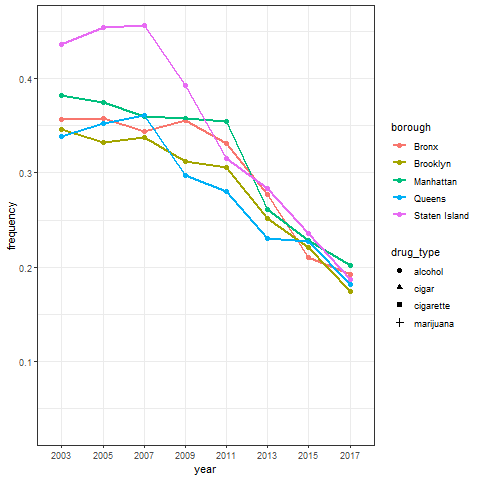 0.4
0.3
0.2
0.1
frequency
2003 2005 2007 2009 2011 2013 2015 2017
year
borough
Bronx
Brooklyn
Manhattan
Queens
Staten Island
drug_type
alcohol
cigar
cigarette
marijuana